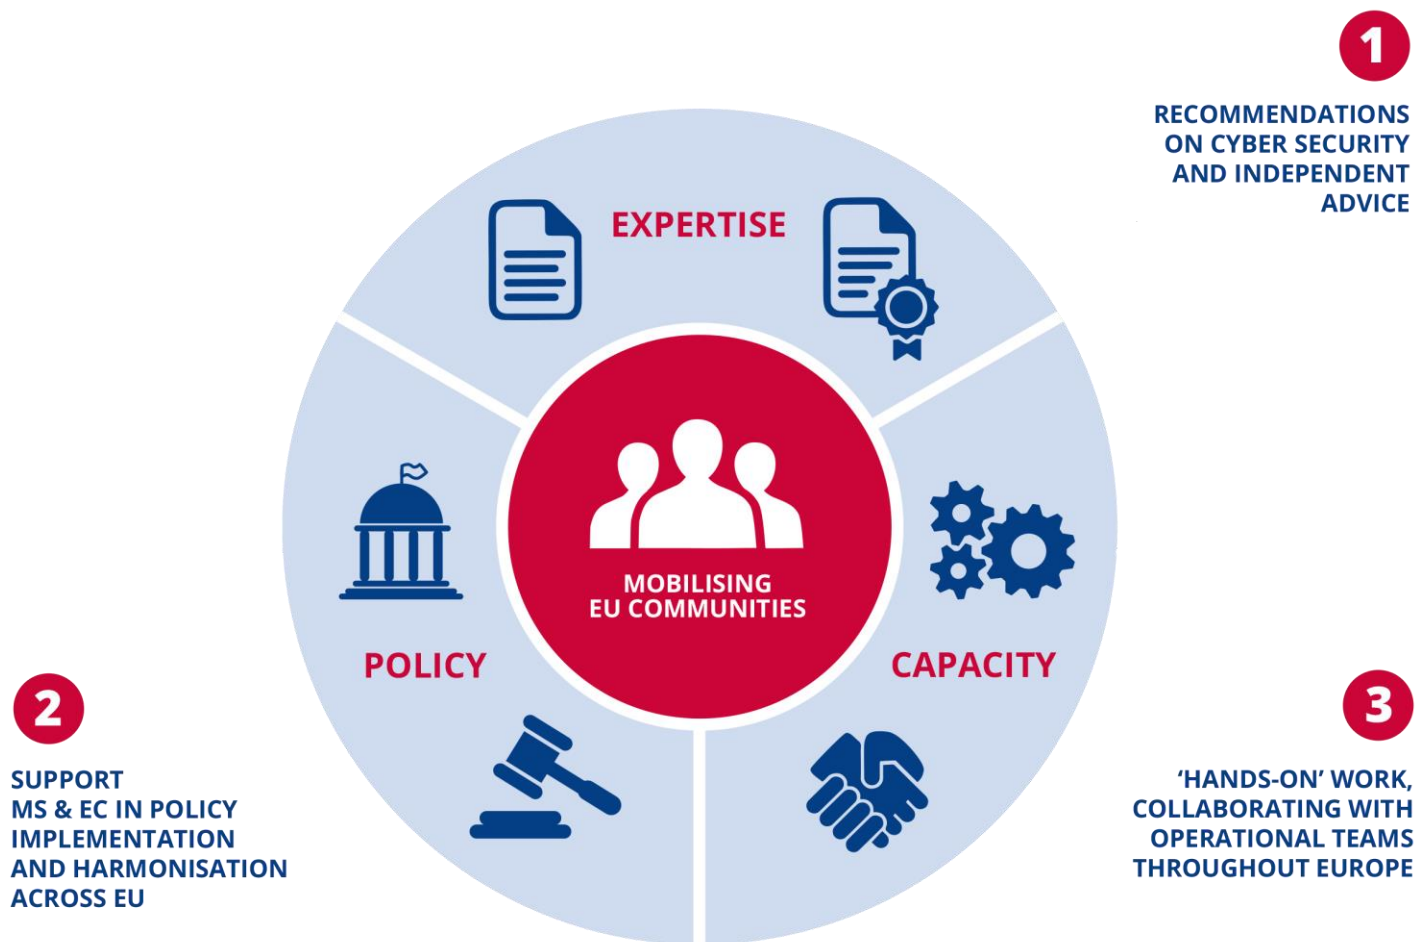 1
RECOMMENDATIONS
ON CYBER SECURITY
AND INDEPENDENT
ADVICE
EXPERTISE
MOBILISING
EU COMMUNITIES
POLICY
CAPACITY
2
SUPPORT
MS & EC IN POLICY
IMPLEMENTATION
AND HARMONISATION
ACROSS EU
3
‘HANDS-ON’ WORK,
COLLABORATING WITH
OPERATIONAL TEAMS
THROUGHOUT EUROPE